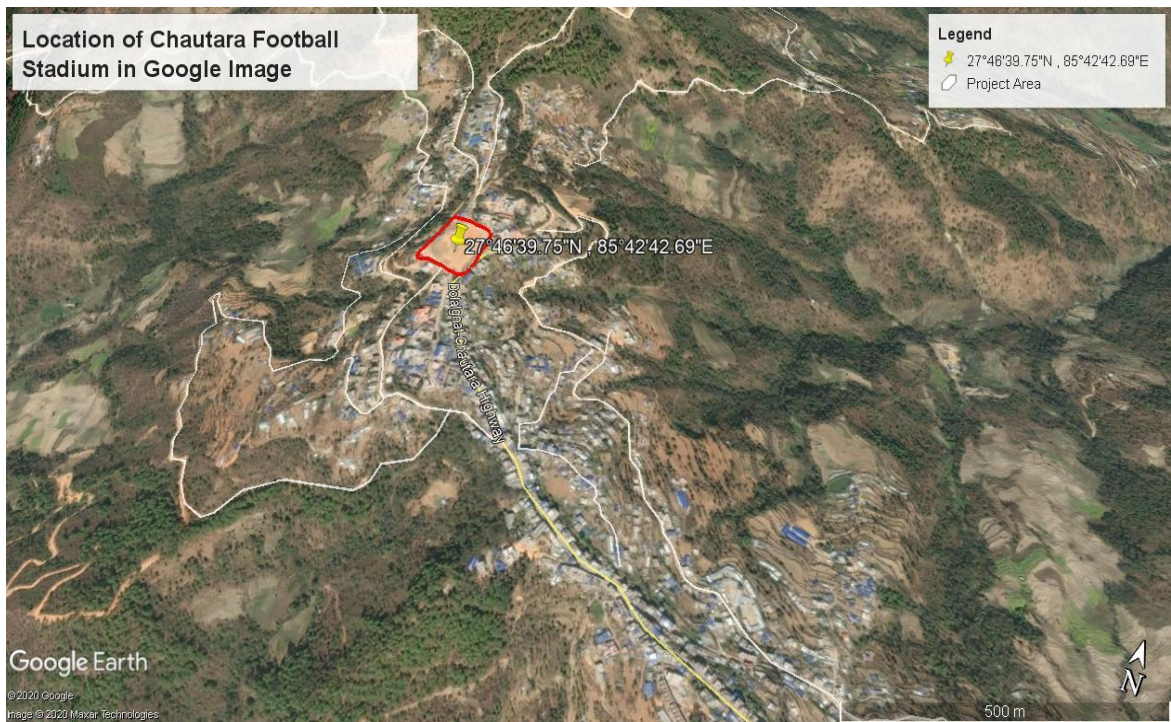 Location of Chautara Football
Stadium in Google Image
Legend
27°46'39.75"N , 85°42'42.69"E
Project Area
27°46'39.75"N , 85°42'42.69"E
Dolalghat Chautara Highway
Google Earth
©2020 Google
Image © 2020 Maxar Technologies
N
500 m